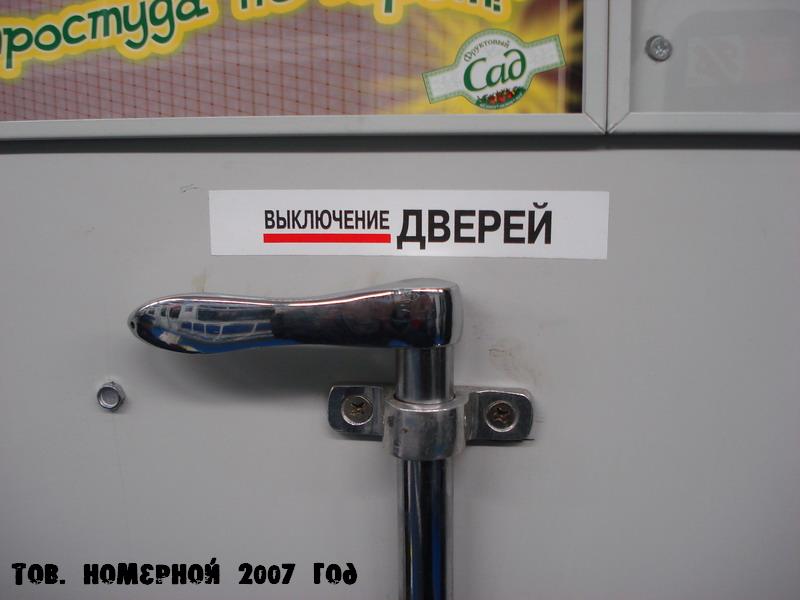 простуда
Фруктовый
Сад
ВЫКЛЮЧЕНИЕ ДВЕРЕЙ
Тов. Номерной 2007 год